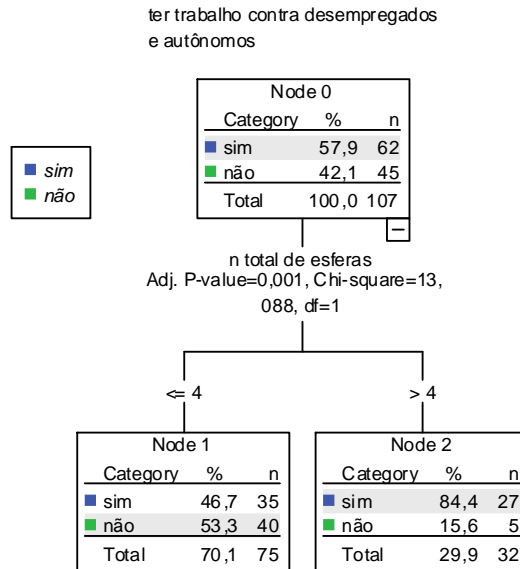 ter trabalho contra desempregados
e autônomos
Node 0
Category % n
sim 57,9 62
não 42,1 45
Total 100,0 107
sim
não
n total de esferas
Adj. P-value=0,001, Chi-square=13,
088, df=1
<= 4
> 4
Node 1
Category % n
sim 46,7 35
não 53,3 40
Total 70,1 75
Node 2
Category % n
sim 84,4 27
não 15,6 5
Total 29,9 32